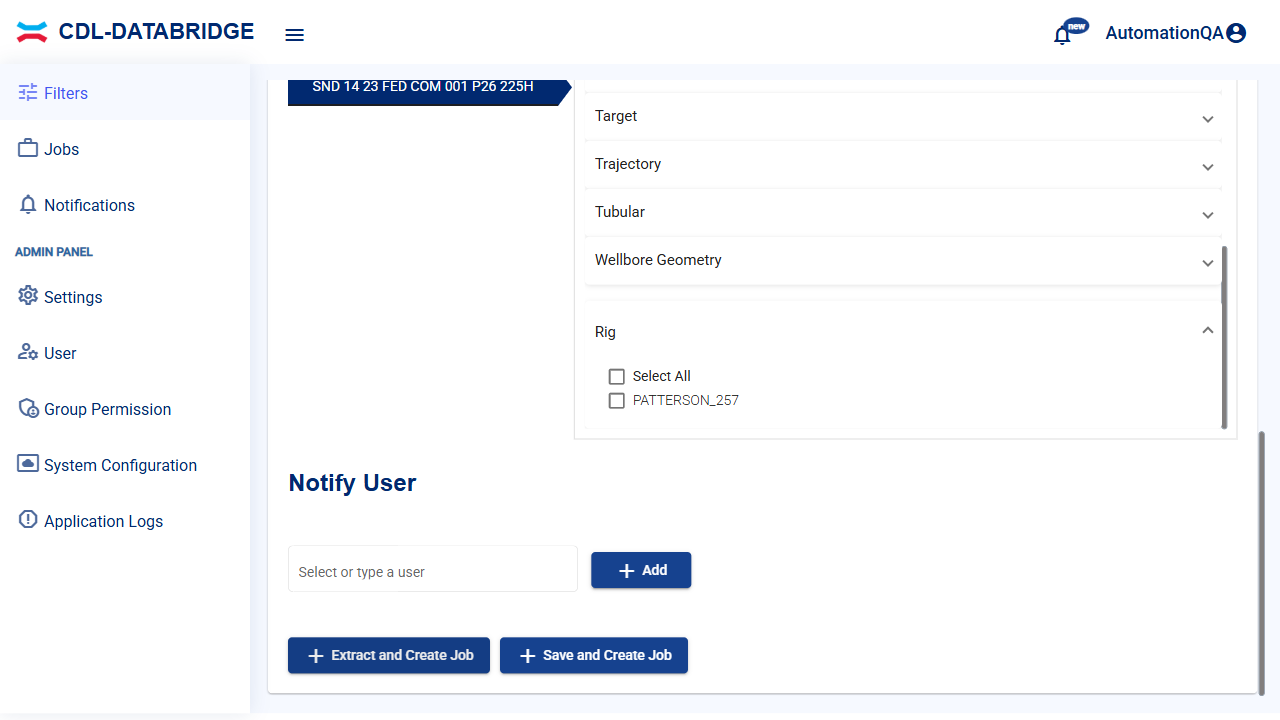 CDL-DATABRIDGE
new
AutomationQA
Filters
Jobs
Notifications
ADMIN PANEL
Settings
User
Group Permission
System Configuration
Application Logs
SND 14 23 FED COM 001 P26 225H
Target
Trajectory
Tubular
Wellbore Geometry
Rig
Select All
PATTERSON_257
Notify User
Select or type a user
Add
Extract and Create Job
Save and Create Job